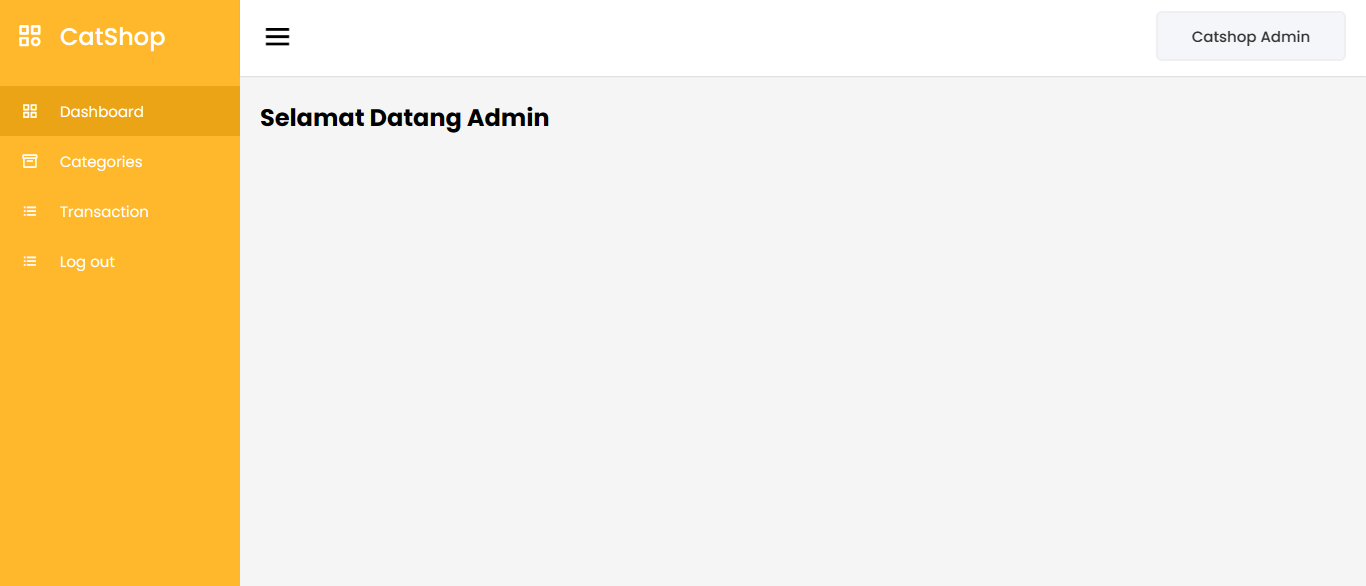 CatShop
Catshop Admin
Dashboard
Categories
Transaction
Log out
Selamat Datang Admin